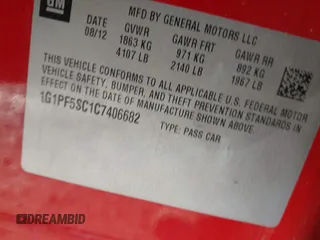 MFD BY GENERAL MOTORS LLC
DATE GVWR GAWR FRT GAWR RR
08/12 1863 KG 971 KG 892 KG
4107 LB 2140 LB 1967 LB
THIS VEHICLE CONFORMS TO ALL APPLICABLE U.S. FEDERAL MOTOR
VEHICLE SAFETY, BUMPER, AND THEFT PREVENTION STANDARDS
IN EFFECT ON THE DATE OF MANUFACTURE SHOWN ABOVE.
1G1PF5SC1C7406682
TYPE: PASS CAR
DREAMBID